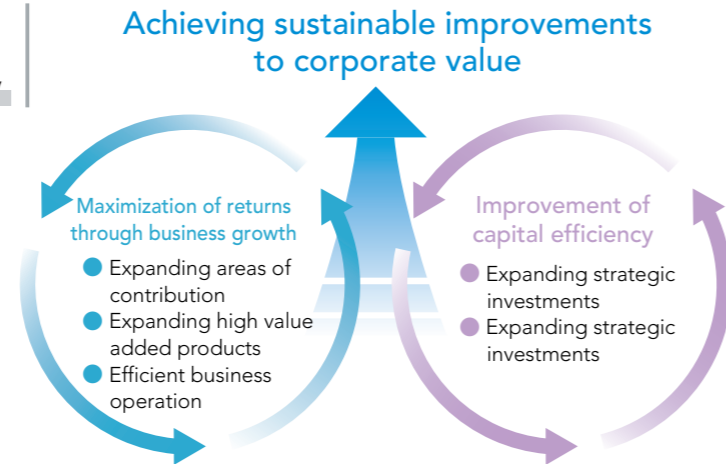 Achieving sustainable improvements
to corporate value
Maximization of returns
through business growth
Expanding areas of
contribution
Expanding high value
added products
Efficient business
operation
Improvement of
capital efficiency
Expanding strategic
investments
Expanding strategic
investments